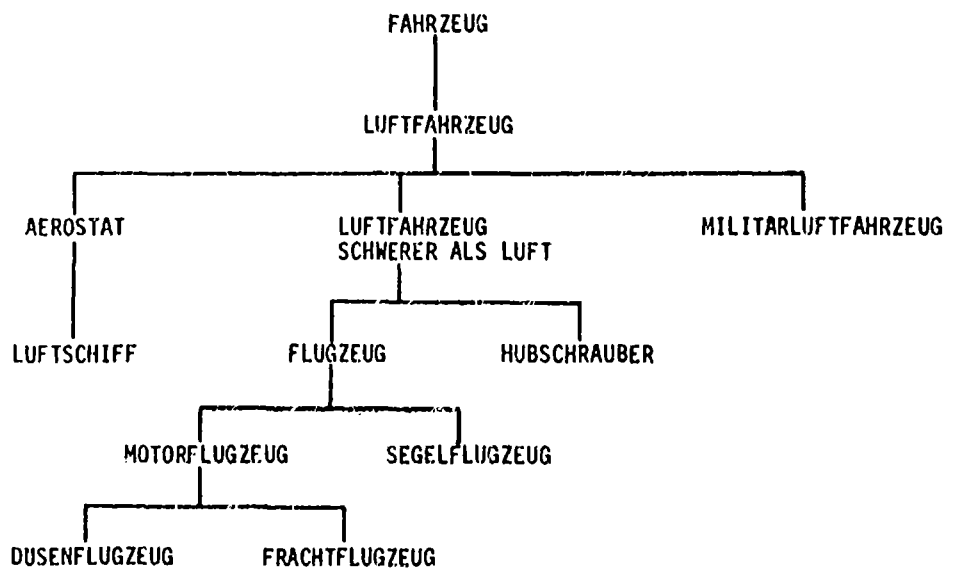 FAHRZEUG
LUFTFAHRZEUG
AEROSTAT
LUFTFAHRZEUG
SCHWERER ALS LUFT
MILITARLUFTFAHRZEUG
LUFTSCHIFF
FLUGZEUG
HUBSCHRAUBER
MOTORFLUGZEUG
SEGELFLUGZEUG
DUSENFLUGZEUG
FRACHTFLUGZEUG